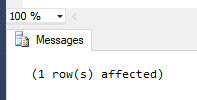 100 %
Messages
(1 row(s) affected)